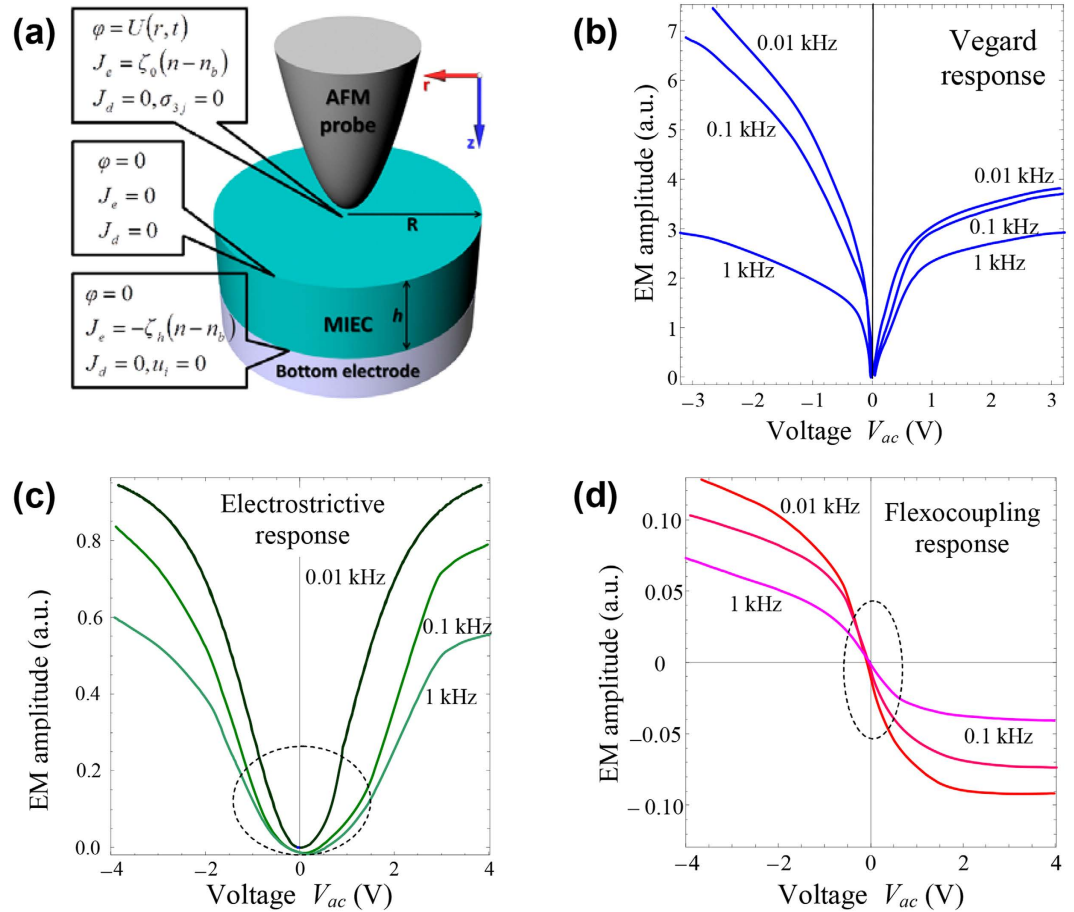 (a)
φ = U(r, t)
J_e = ζ_0(n − n_b)
J_d = 0, σ_{3j} = 0
φ = 0
J_e = 0
J_d = 0
φ = 0
J_e = −ζ_h(n − n_b)
J_d = 0, u_i = 0
AFM
probe
r
z
R
h
MIEC
Bottom electrode
(b)
Vegard
response
0.01 kHz
0.1 kHz
1 kHz
0.01 kHz
0.1 kHz
1 kHz
EM amplitude (a.u.)
7
6
5
4
3
2
1
0
−3 −2 −1 0 1 2 3
Voltage V_ac (V)
(c)
Electrostrictive
response
0.01 kHz
0.1 kHz
1 kHz
EM amplitude (a.u.)
0.8
0.6
0.4
0.2
0.0
−4 −2 0 2 4
Voltage V_ac (V)
(d)
Flexocoupling
response
0.01 kHz
1 kHz
0.1 kHz
EM amplitude (a.u.)
0.10
0.05
0
−0.05
−0.10
−4 −2 0 2 4
Voltage V_ac (V)